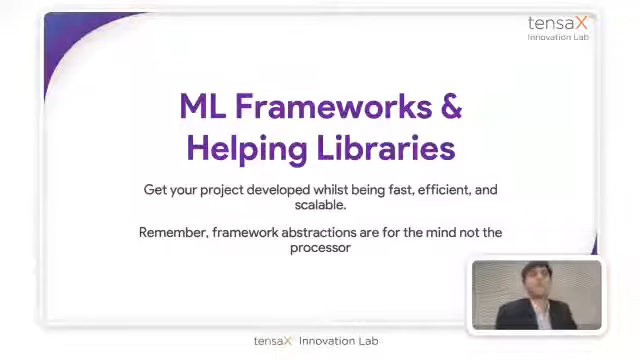 tensaX
Innovation Lab
ML Frameworks &
Helping Libraries
Get your project developed whilst being fast, efficient, and
scalable.
Remember, framework abstractions are for the mind not the
processor
tensaX Innovation Lab